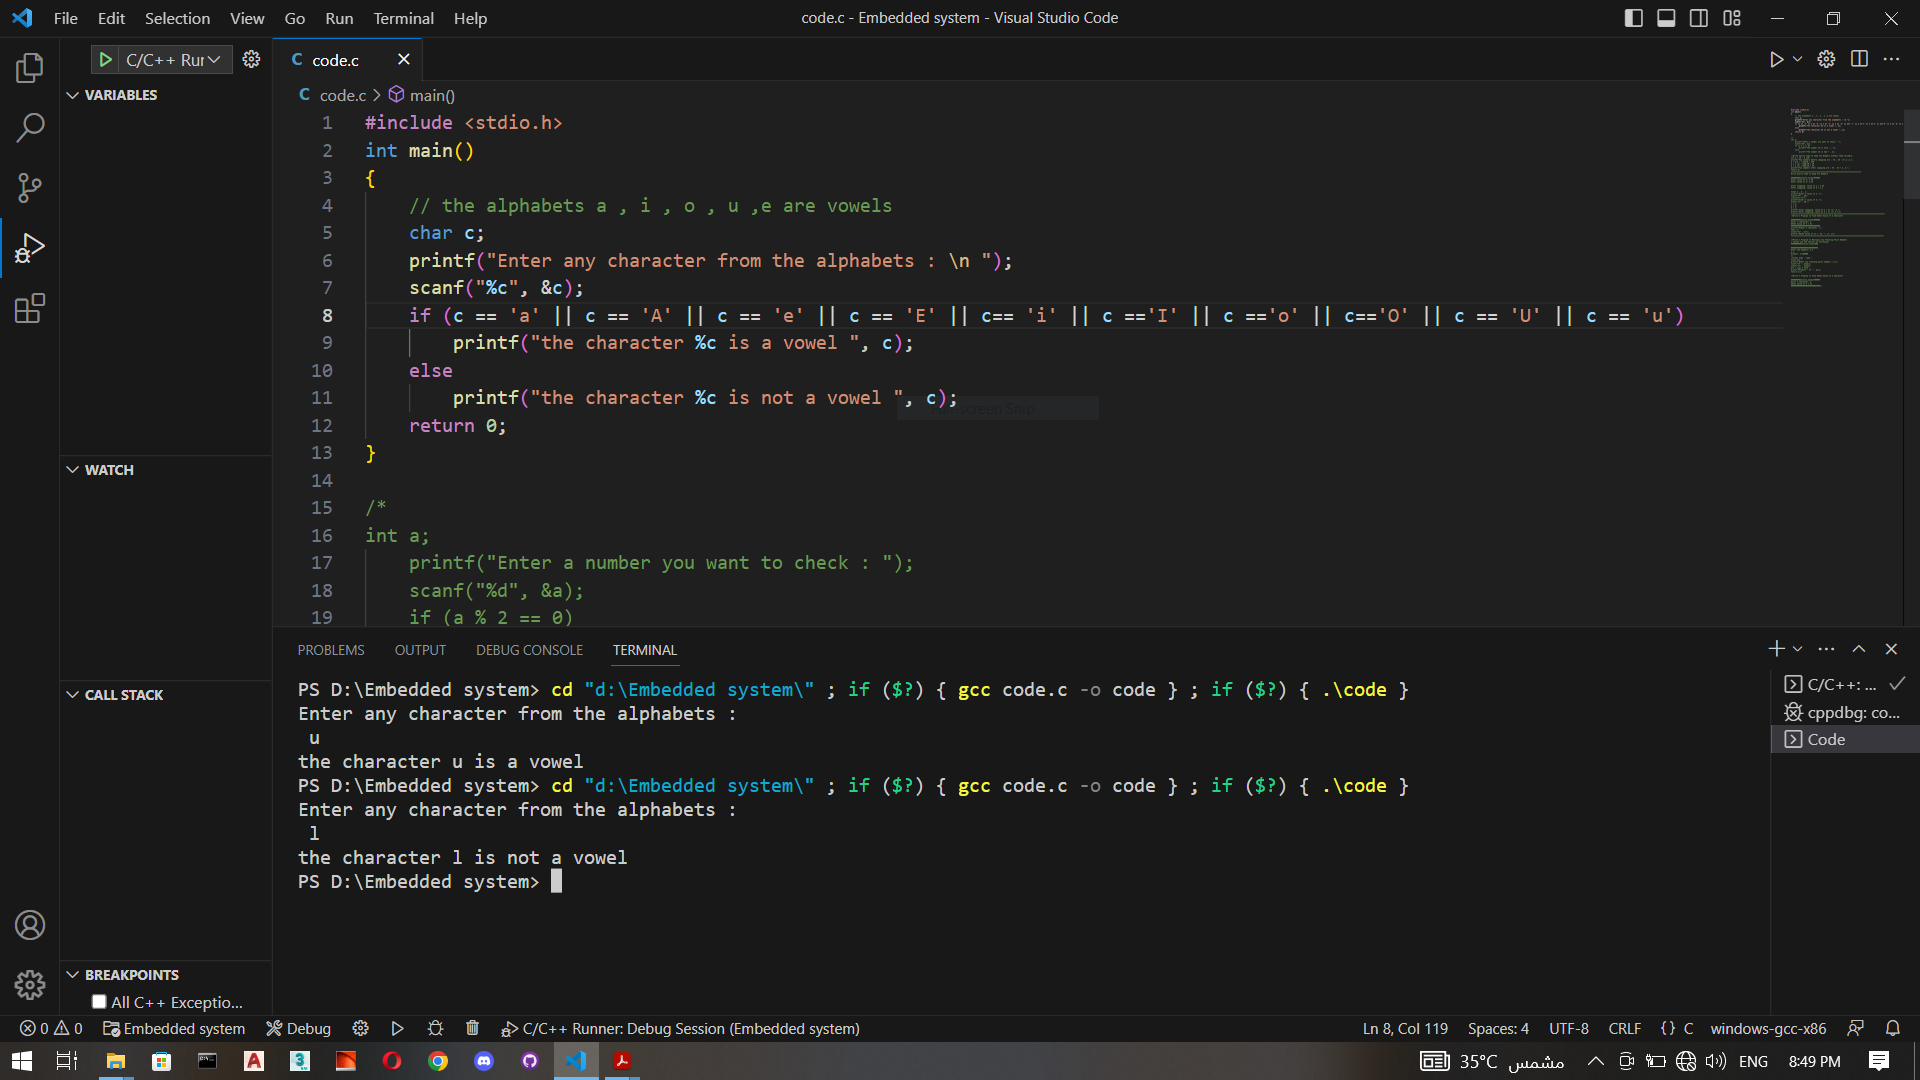 File Edit Selection View Go Run Terminal Help
code.c - Embedded system - Visual Studio Code
C/C++ Rur
C code.c
VARIABLES
C code.c > main()
1 #include <stdio.h>
2 int main()
3 {
4 // the alphabets a , i , o , u ,e are vowels
5 char c;
6 printf("Enter any character from the alphabets : \n ");
7 scanf("%c", &c);
8 if (c == 'a' || c == 'A' || c == 'e' || c == 'E' || c== 'i' || c =='I' || c =='o' || c=='O' || c == 'U' || c == 'u')
9 printf("the character %c is a vowel ", c);
10 else
11 printf("the character %c is not a vowel ", c);
12 return 0;
13 }
14
15 /*
16 int a;
17 printf("Enter a number you want to check : ");
18 scanf("%d", &a);
19 if (a % 2 == 0)
WATCH
CALL STACK
BREAKPOINTS
All C++ Exceptio...
PROBLEMS OUTPUT DEBUG CONSOLE TERMINAL
PS D:\Embedded system> cd "d:\Embedded system\" ; if ($?) { gcc code.c -o code } ; if ($?) { .\code }
Enter any character from the alphabets :
u
the character u is a vowel
PS D:\Embedded system> cd "d:\Embedded system\" ; if ($?) { gcc code.c -o code } ; if ($?) { .\code }
Enter any character from the alphabets :
l
the character l is not a vowel
PS D:\Embedded system>
C/C++: ...
cppdbg: co...
Code
0 0 Embedded system Debug C/C++ Runner: Debug Session (Embedded system)
Ln 8, Col 119 Spaces: 4 UTF-8 CRLF {} C windows-gcc-x86
35°C مشمس ENG 8:49 PM